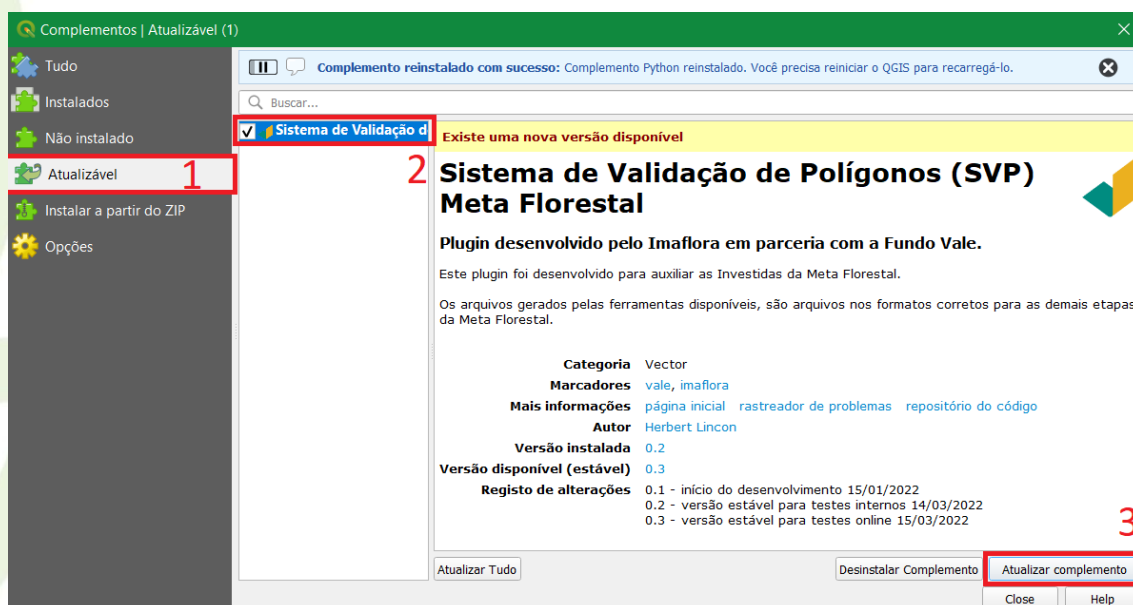 Complementos | Atualizável (1)
Tudo
Instalados
Não instalado
Atualizável
1
Instalar a partir do ZIP
Opções
Complemento reinstalado com sucesso: Complemento Python reinstalado. Você precisa reiniciar o QGIS para recarregá-lo.
Buscar...
Sistema de Validação d
2
Existe uma nova versão disponível
Sistema de Validação de Polígonos (SVP)
Meta Florestal
Plugin desenvolvido pelo Imaflora em parceria com a Fundo Vale.
Este plugin foi desenvolvido para auxiliar as Investidas da Meta Florestal.
Os arquivos gerados pelas ferramentas disponíveis, são arquivos nos formatos corretos para as demais etapas
da Meta Florestal.
Categoria Vector
Marcadores vale, imaflora
Mais informações página inicial rastreador de problemas repositório do código
Autor Herbert Lincon
Versão instalada 0.2
Versão disponível (estável) 0.3
Registo de alterações 0.1 - início do desenvolvimento 15/01/2022
0.2 - versão estável para testes internos 14/03/2022
0.3 - versão estável para testes online 15/03/2022
3
Atualizar Tudo Desinstalar Complemento Atualizar complemento
Close Help